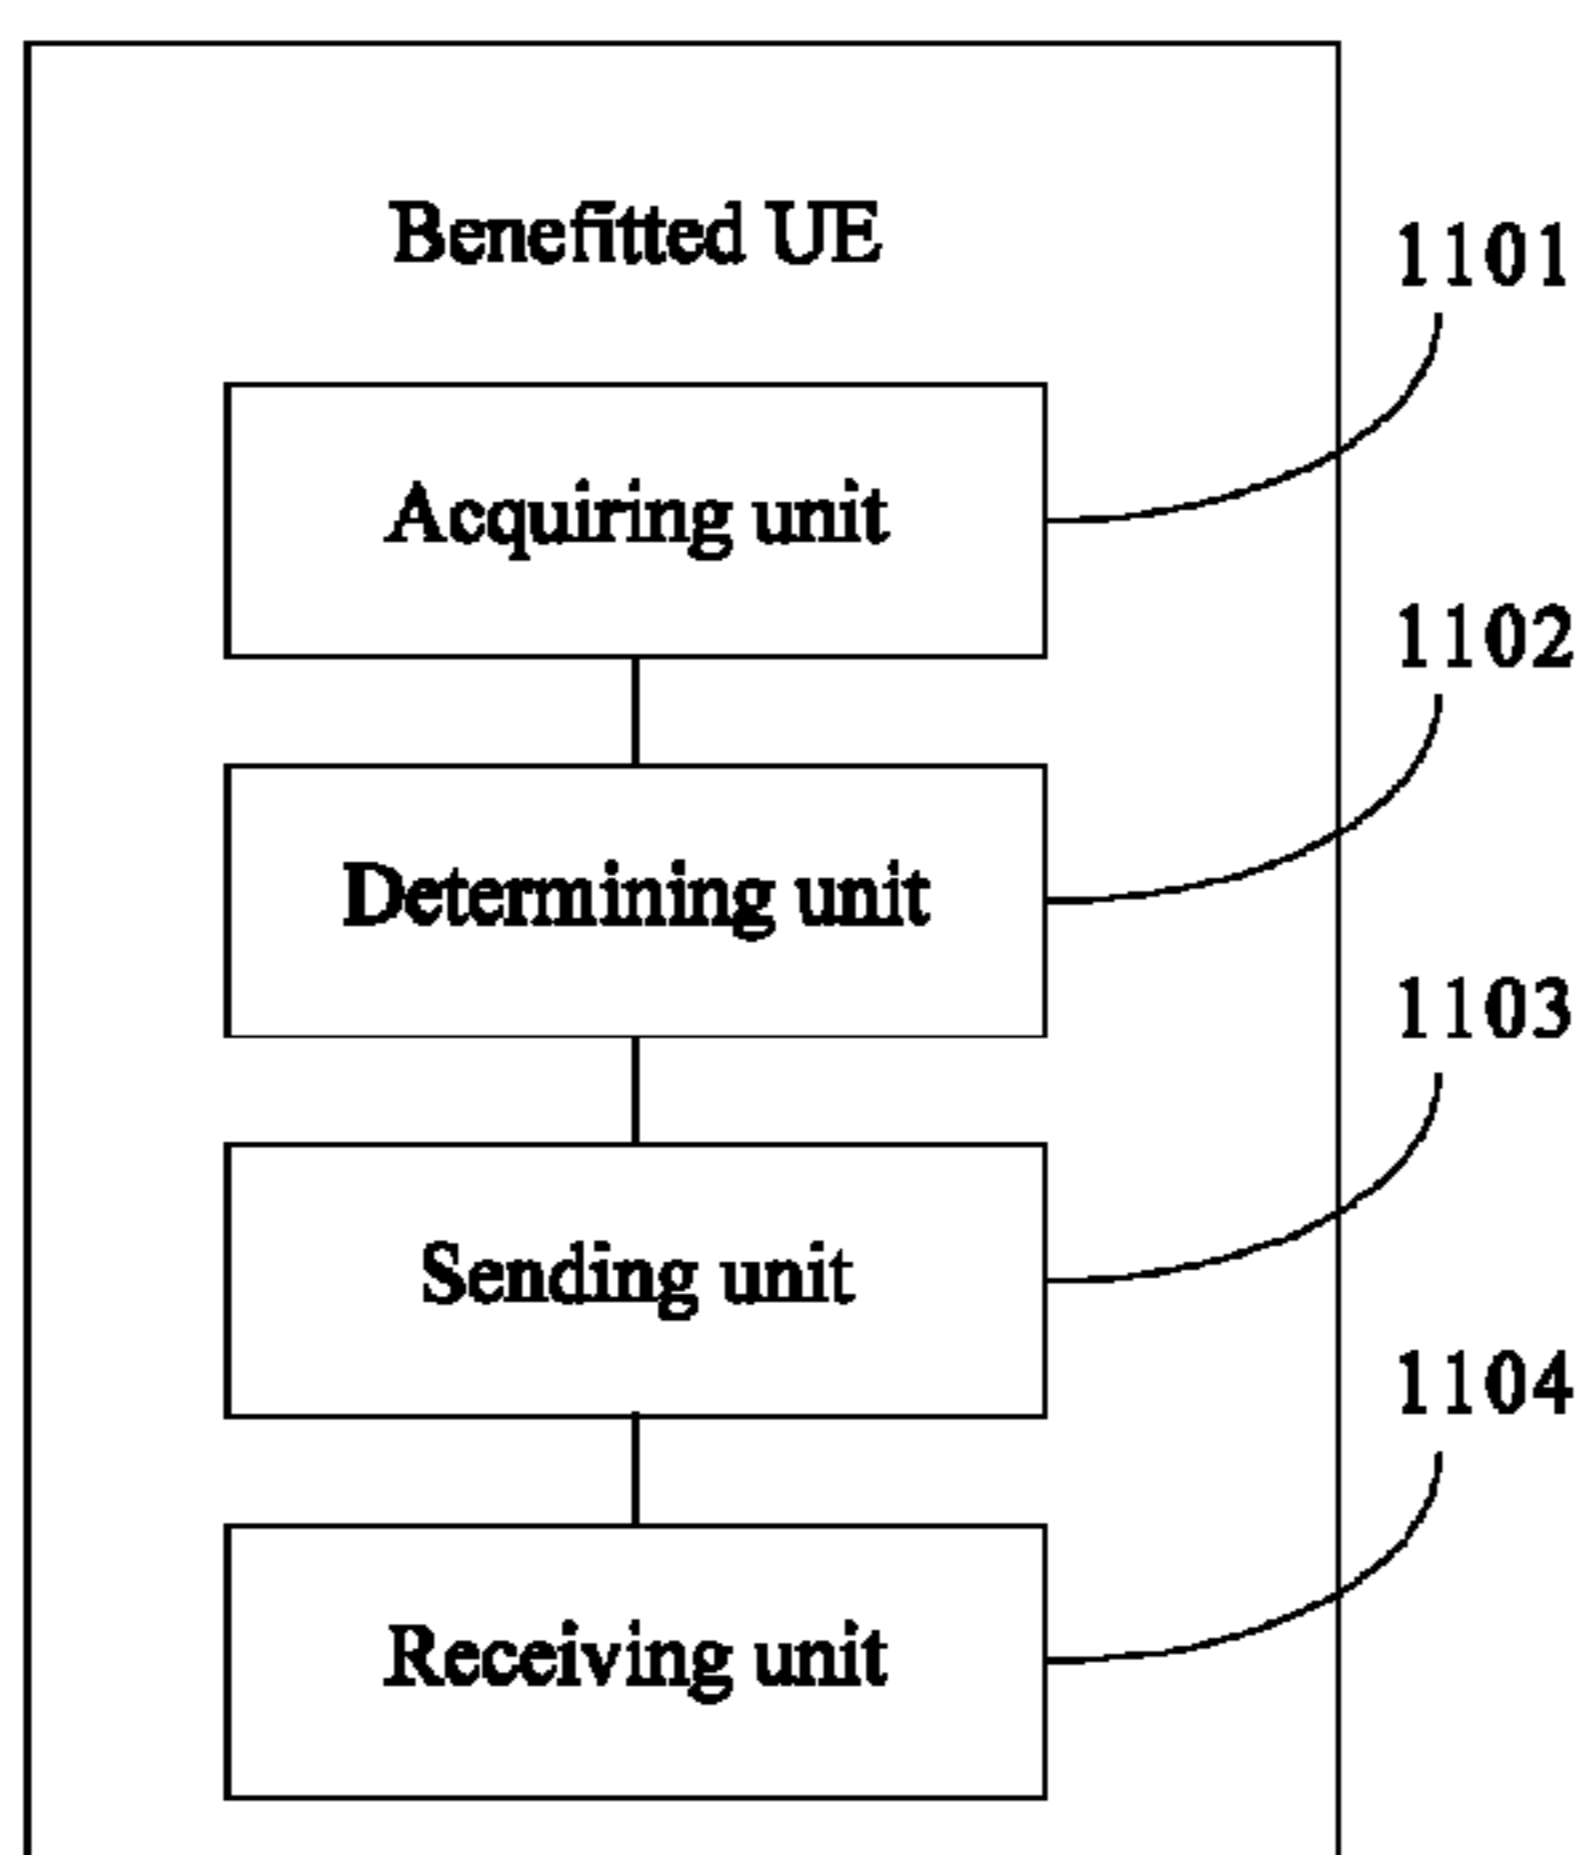 Benefitted UE
1101
Acquiring unit
1102
Determining unit
1103
Sending unit
1104
Receiving unit